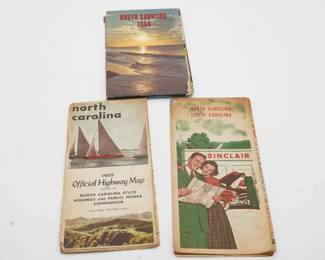 NORTH CAROLINA
north
carolina
1955
Official Highway Map
NORTH CAROLINA STATE
HIGHWAY AND PUBLIC WORKS
COMMISSION
NORTH CAROLINA
SOUTH CAROLINA
SINCLAIR